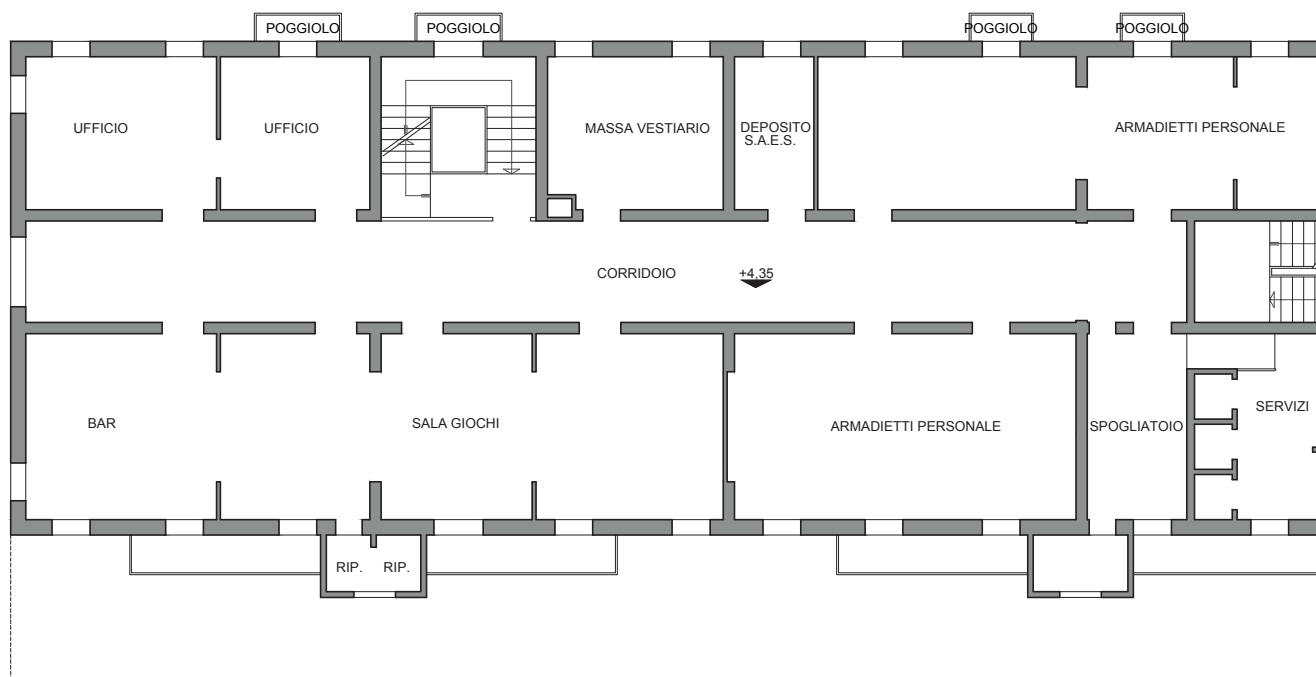 POGGIOLO
POGGIOLO
POGGIOLO
POGGIOLO
UFFICIO
UFFICIO
MASSA VESTIARIO
DEPOSITO
S.A.E.S.
ARMADIETTI PERSONALE
CORRIDOIO
+4,35
BAR
SALA GIOCHI
ARMADIETTI PERSONALE
SPOGLIATOIO
SERVIZI
RIP.
RIP.